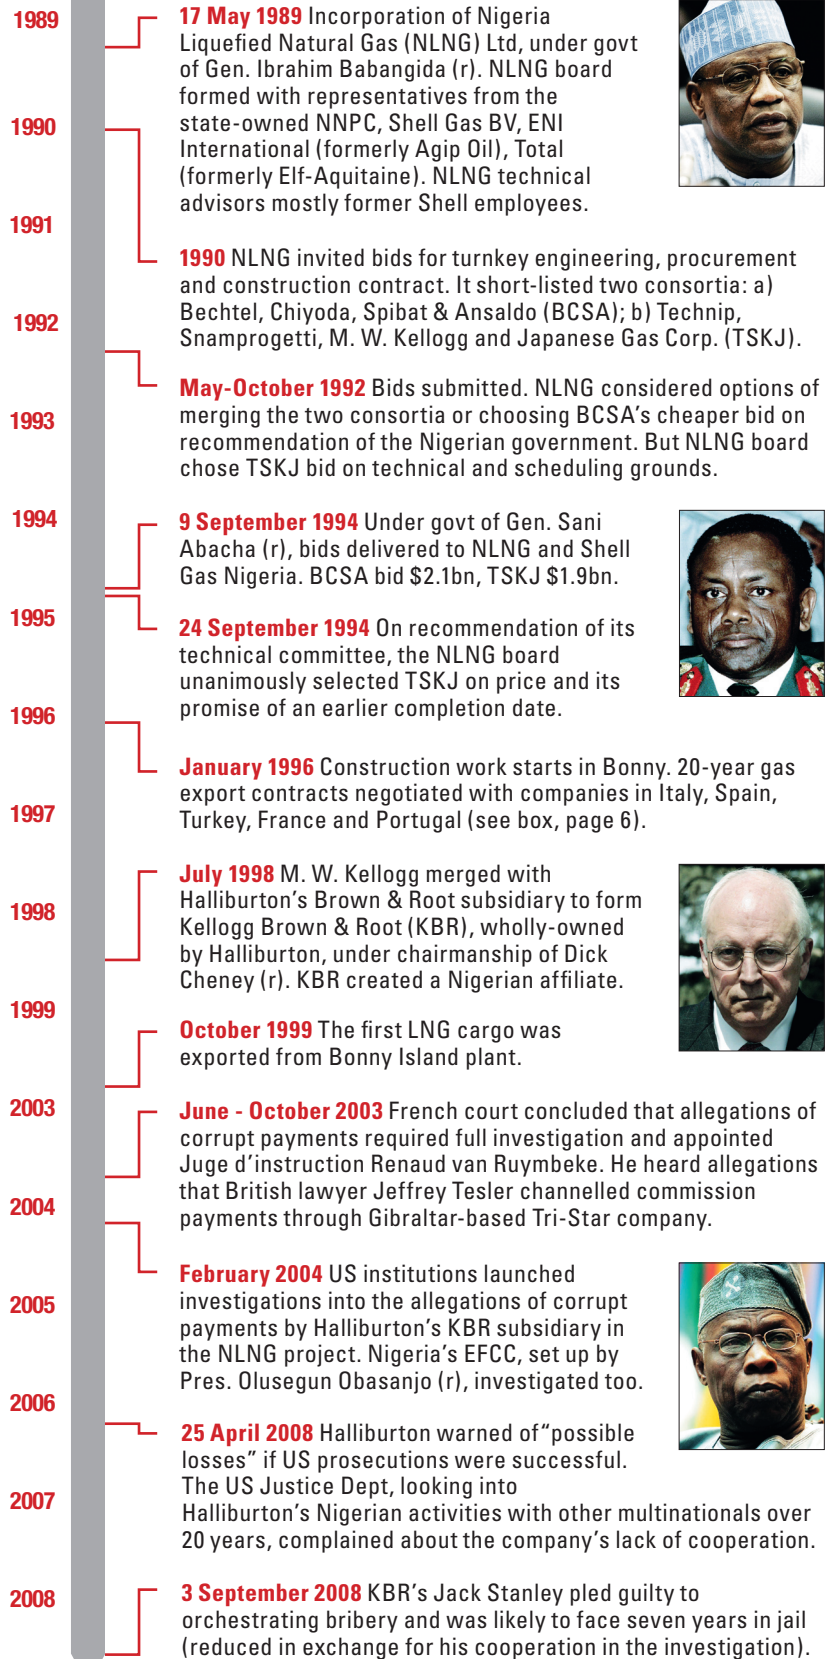 1989
17 May 1989 Incorporation of Nigeria
Liquefied Natural Gas (NLNG) Ltd, under govt
of Gen. Ibrahim Babangida (r). NLNG board
formed with representatives from the
1990
state-owned NNPC, Shell Gas BV, ENI
International (formerly Agip Oil), Total
(formerly Elf-Aquitaine). NLNG technical
advisors mostly former Shell employees.
1991
1990 NLNG invited bids for turnkey engineering, procurement
and construction contract. It short-listed two consortia: a)
Bechtel, Chiyoda, Spibat & Ansaldo (BCSA); b) Technip,
1992
Snamprogetti, M. W. Kellogg and Japanese Gas Corp. (TSKJ).
May-October 1992 Bids submitted. NLNG considered options of
merging the two consortia or choosing BCSA's cheaper bid on
1993
recommendation of the Nigerian government. But NLNG board
chose TSKJ bid on technical and scheduling grounds.
1994
9 September 1994 Under govt of Gen. Sani
Abacha (r), bids delivered to NLNG and Shell
Gas Nigeria. BCSA bid $2.1bn, TSKJ $1.9bn.
1995
24 September 1994 On recommendation of its
technical committee, the NLNG board
unanimously selected TSKJ on price and its
promise of an earlier completion date.
1996
January 1996 Construction work starts in Bonny. 20-year gas
export contracts negotiated with companies in Italy, Spain,
1997
Turkey, France and Portugal (see box, page 6).
July 1998 M. W. Kellogg merged with
Halliburton's Brown & Root subsidiary to form
1998
Kellogg Brown & Root (KBR), wholly-owned
by Halliburton, under chairmanship of Dick
Cheney (r). KBR created a Nigerian affiliate.
1999
October 1999 The first LNG cargo was
exported from Bonny Island plant.
2003
June - October 2003 French court concluded that allegations of
corrupt payments required full investigation and appointed
Juge d'instruction Renaud van Ruymbeke. He heard allegations
that British lawyer Jeffrey Tesler channelled commission
2004
payments through Gibraltar-based Tri-Star company.
February 2004 US institutions launched
investigations into the allegations of corrupt
2005
payments by Halliburton's KBR subsidiary in
the NLNG project. Nigeria's EFCC, set up by
Pres. Olusegun Obasanjo (r), investigated too.
2006
25 April 2008 Halliburton warned of "possible
losses" if US prosecutions were successful.
The US Justice Dept, looking into
2007
Halliburton's Nigerian activities with other multinationals over
20 years, complained about the company's lack of cooperation.
2008
3 September 2008 KBR's Jack Stanley pled guilty to
orchestrating bribery and was likely to face seven years in jail
(reduced in exchange for his cooperation in the investigation).